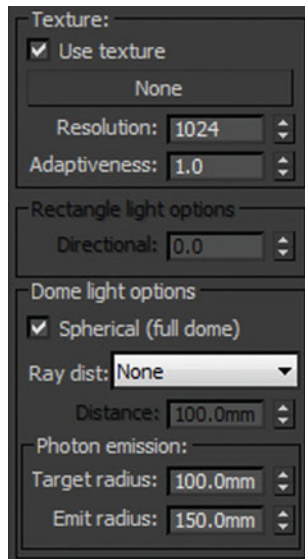 Texture:
Use texture
None
Resolution: 1024
Adaptiveness: 1.0
Rectangle light options
Directional: 0.0
Dome light options
Spherical (full dome)
Ray dist: None
Distance: 100.0mm
Photon emission:
Target radius: 100.0mm
Emit radius: 150.0mm